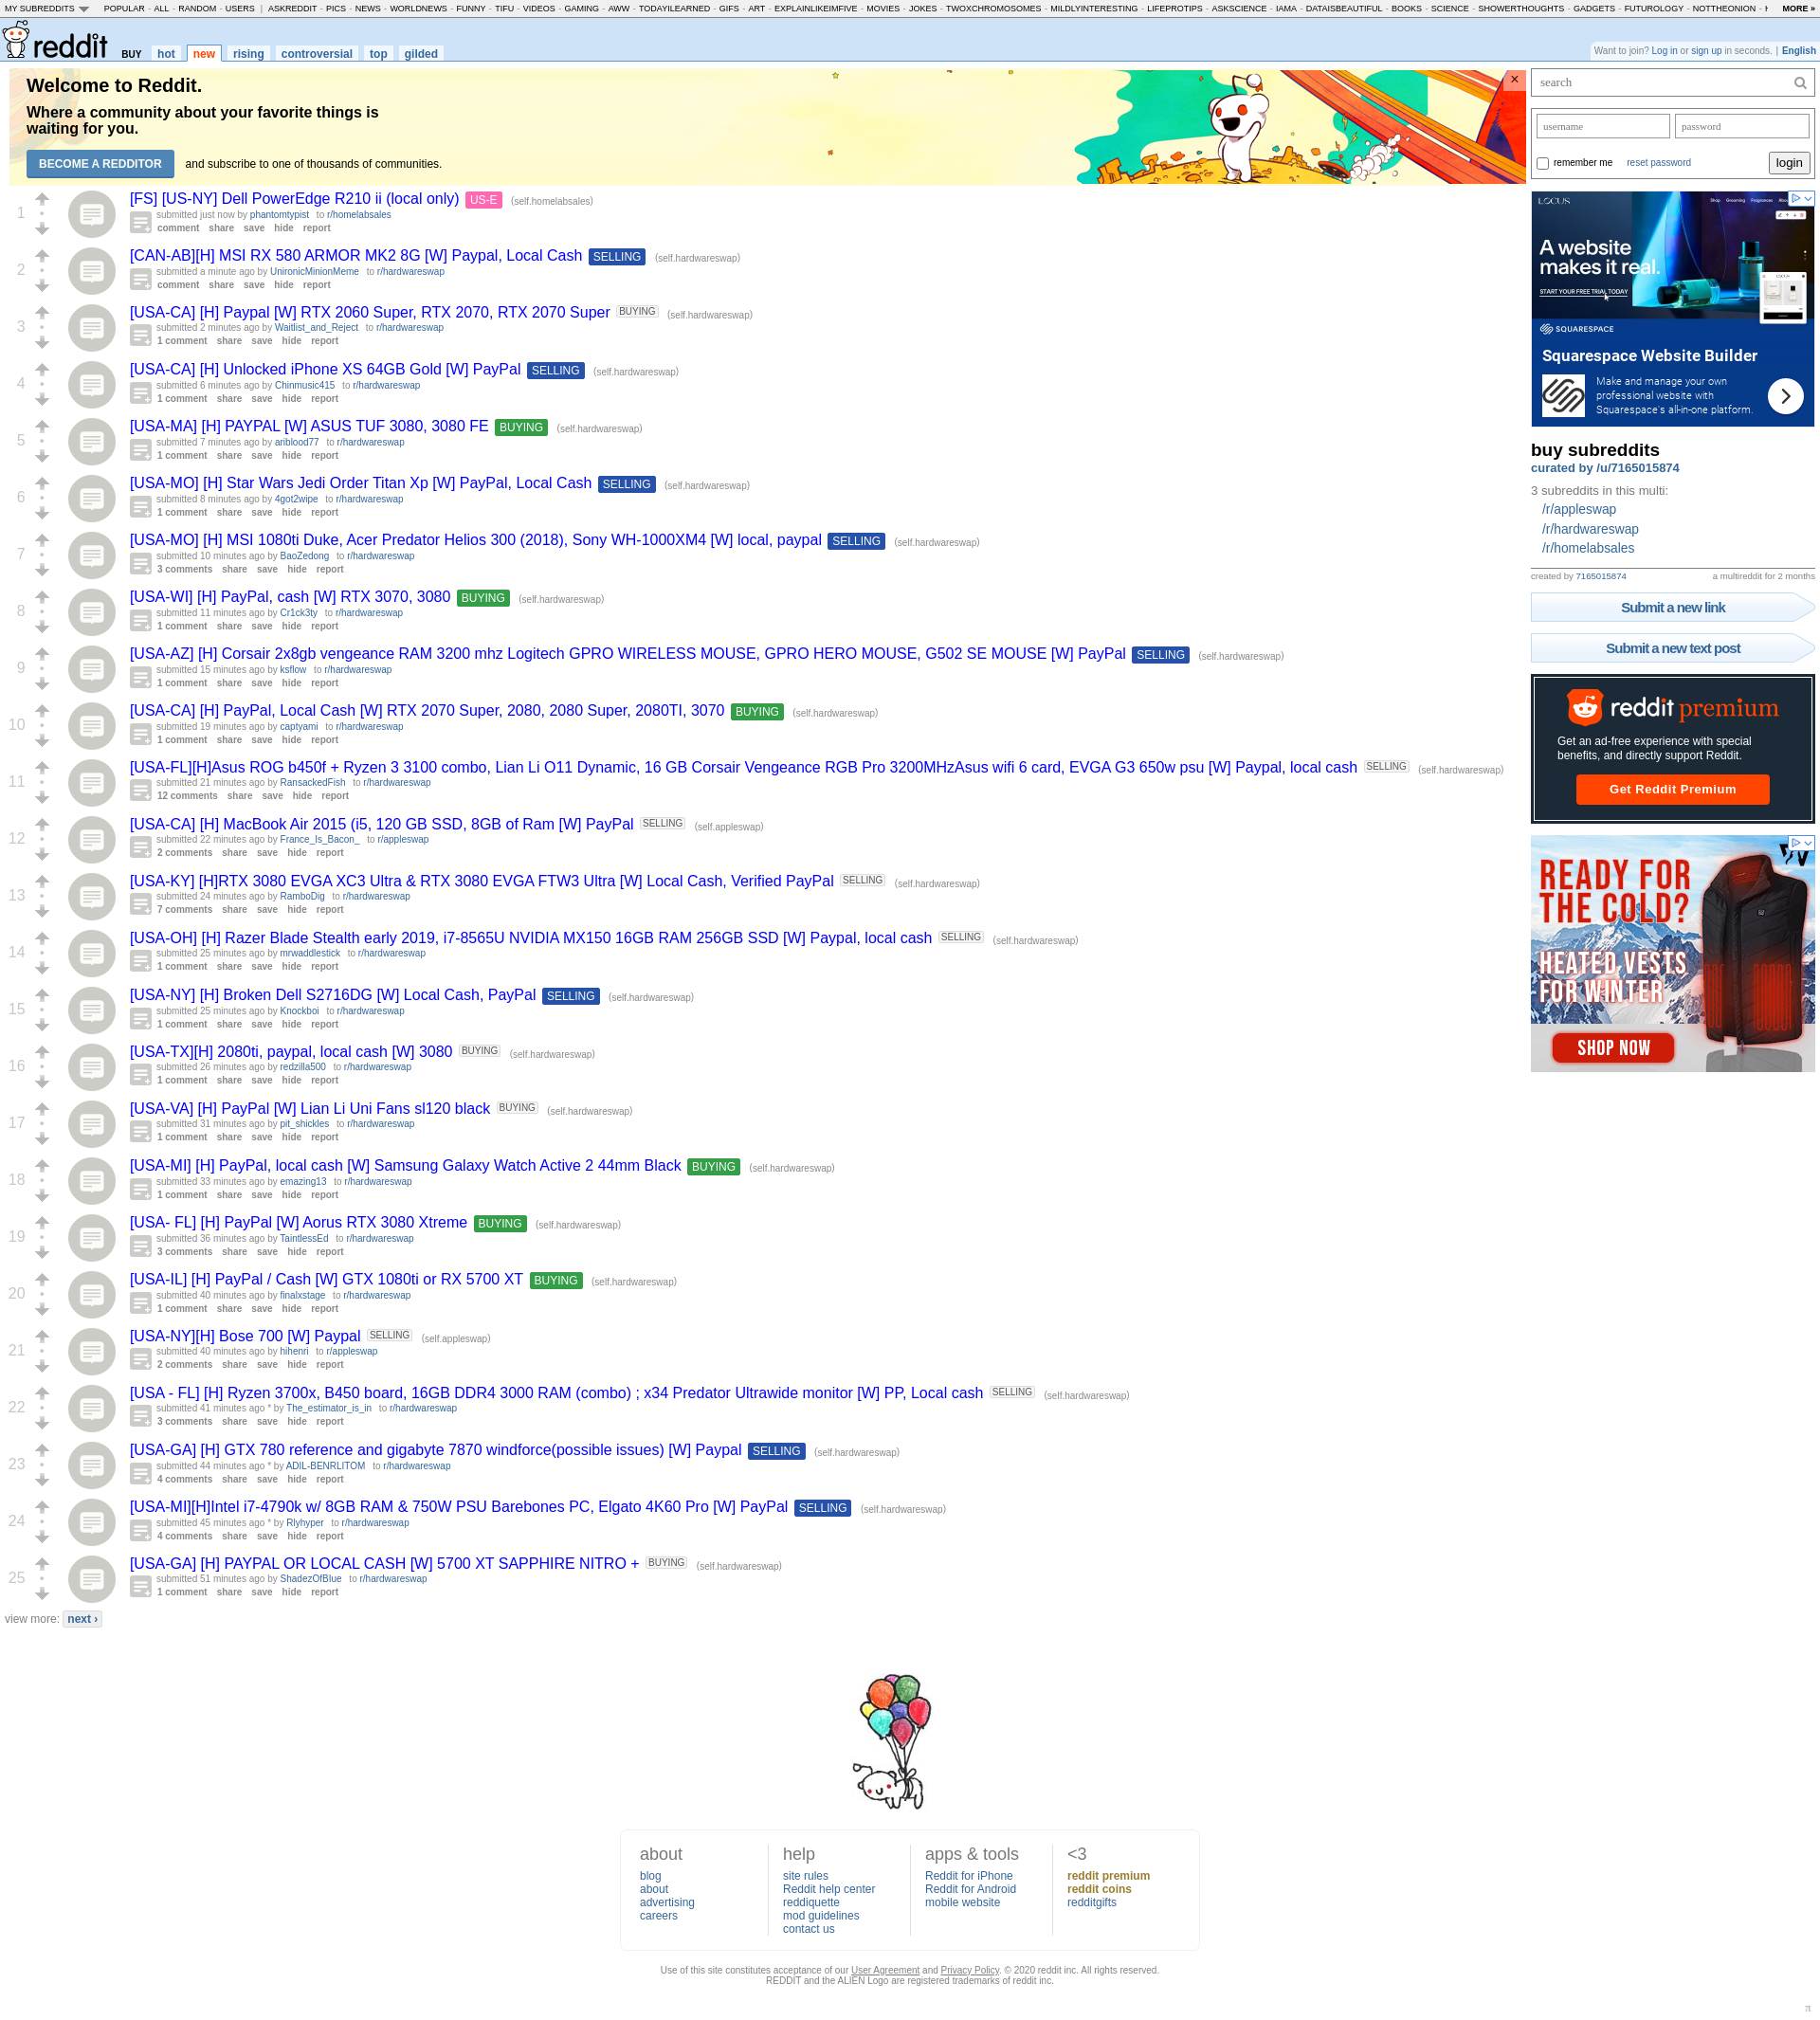 MY SUBREDDITS POPULAR - ALL - RANDOM - USERS | ASKREDDIT - PICS - NEWS - WORLDNEWS - FUNNY - TIFU - VIDEOS - GAMING - AWW - TODAYILEARNED - GIFS - ART - EXPLAINLIKEIMFIVE - MOVIES - JOKES - TWOXCHROMOSOMES - MILDLYINTERESTING - LIFEPROTIPS - ASKSCIENCE - IAMA - DATAISBEAUTIFUL - BOOKS - SCIENCE - SHOWERTHOUGHTS - GADGETS - FUTUROLOGY - NOTTHEONION - MORE »
reddit BUY hot new rising controversial top gilded
Want to join? Log in or sign up in seconds. | English
Welcome to Reddit.
Where a community about your favorite things is
waiting for you.
BECOME A REDDITOR and subscribe to one of thousands of communities.
×
1
[FS] [US-NY] Dell PowerEdge R210 ii (local only) US-E (self.homelabsales)
submitted just now by phantomtypist to r/homelabsales
comment share save hide report
2
[CAN-AB][H] MSI RX 580 ARMOR MK2 8G [W] Paypal, Local Cash SELLING (self.hardwareswap)
submitted a minute ago by UnironicMinionMeme to r/hardwareswap
comment share save hide report
3
[USA-CA] [H] Paypal [W] RTX 2060 Super, RTX 2070, RTX 2070 Super BUYING (self.hardwareswap)
submitted 2 minutes ago by Waitlist_and_Reject to r/hardwareswap
1 comment share save hide report
4
[USA-CA] [H] Unlocked iPhone XS 64GB Gold [W] PayPal SELLING (self.hardwareswap)
submitted 6 minutes ago by Chinmusic415 to r/hardwareswap
1 comment share save hide report
5
[USA-MA] [H] PAYPAL [W] ASUS TUF 3080, 3080 FE BUYING (self.hardwareswap)
submitted 7 minutes ago by ariblood77 to r/hardwareswap
1 comment share save hide report
6
[USA-MO] [H] Star Wars Jedi Order Titan Xp [W] PayPal, Local Cash SELLING (self.hardwareswap)
submitted 8 minutes ago by 4got2wipe to r/hardwareswap
1 comment share save hide report
7
[USA-MO] [H] MSI 1080ti Duke, Acer Predator Helios 300 (2018), Sony WH-1000XM4 [W] local, paypal SELLING (self.hardwareswap)
submitted 10 minutes ago by BaoZedong to r/hardwareswap
3 comments share save hide report
8
[USA-WI] [H] PayPal, cash [W] RTX 3070, 3080 BUYING (self.hardwareswap)
submitted 11 minutes ago by Cr1ck3ty to r/hardwareswap
1 comment share save hide report
9
[USA-AZ] [H] Corsair 2x8gb vengeance RAM 3200 mhz Logitech GPRO WIRELESS MOUSE, GPRO HERO MOUSE, G502 SE MOUSE [W] PayPal SELLING (self.hardwareswap)
submitted 15 minutes ago by ksflow to r/hardwareswap
1 comment share save hide report
10
[USA-CA] [H] PayPal, Local Cash [W] RTX 2070 Super, 2080, 2080 Super, 2080TI, 3070 BUYING (self.hardwareswap)
submitted 19 minutes ago by captyami to r/hardwareswap
1 comment share save hide report
11
[USA-FL][H]Asus ROG b450f + Ryzen 3 3100 combo, Lian Li O11 Dynamic, 16 GB Corsair Vengeance RGB Pro 3200MHzAsus wifi 6 card, EVGA G3 650w psu [W] Paypal, local cash SELLING (self.hardwareswap)
submitted 21 minutes ago by RansackedFish to r/hardwareswap
12 comments share save hide report
12
[USA-CA] [H] MacBook Air 2015 (i5, 120 GB SSD, 8GB of Ram [W] PayPal SELLING (self.appleswap)
submitted 22 minutes ago by France_Is_Bacon_ to r/appleswap
2 comments share save hide report
13
[USA-KY] [H]RTX 3080 EVGA XC3 Ultra & RTX 3080 EVGA FTW3 Ultra [W] Local Cash, Verified PayPal SELLING (self.hardwareswap)
submitted 24 minutes ago by RamboDig to r/hardwareswap
7 comments share save hide report
14
[USA-OH] [H] Razer Blade Stealth early 2019, i7-8565U NVIDIA MX150 16GB RAM 256GB SSD [W] Paypal, local cash SELLING (self.hardwareswap)
submitted 25 minutes ago by mrwaddlestick to r/hardwareswap
1 comment share save hide report
15
[USA-NY] [H] Broken Dell S2716DG [W] Local Cash, PayPal SELLING (self.hardwareswap)
submitted 25 minutes ago by Knockboi to r/hardwareswap
1 comment share save hide report
16
[USA-TX][H] 2080ti, paypal, local cash [W] 3080 BUYING (self.hardwareswap)
submitted 26 minutes ago by redzilla500 to r/hardwareswap
1 comment share save hide report
17
[USA-VA] [H] PayPal [W] Lian Li Uni Fans sl120 black BUYING (self.hardwareswap)
submitted 31 minutes ago by pit_shickles to r/hardwareswap
1 comment share save hide report
18
[USA-MI] [H] PayPal, local cash [W] Samsung Galaxy Watch Active 2 44mm Black BUYING (self.hardwareswap)
submitted 33 minutes ago by emazing13 to r/hardwareswap
1 comment share save hide report
19
[USA- FL] [H] PayPal [W] Aorus RTX 3080 Xtreme BUYING (self.hardwareswap)
submitted 36 minutes ago by TaintlessEd to r/hardwareswap
3 comments share save hide report
20
[USA-IL] [H] PayPal / Cash [W] GTX 1080ti or RX 5700 XT BUYING (self.hardwareswap)
submitted 40 minutes ago by finalxstage to r/hardwareswap
1 comment share save hide report
21
[USA-NY][H] Bose 700 [W] Paypal SELLING (self.appleswap)
submitted 40 minutes ago by hihenri to r/appleswap
2 comments share save hide report
22
[USA - FL] [H] Ryzen 3700x, B450 board, 16GB DDR4 3000 RAM (combo) ; x34 Predator Ultrawide monitor [W] PP, Local cash SELLING (self.hardwareswap)
submitted 41 minutes ago * by The_estimator_is_in to r/hardwareswap
3 comments share save hide report
23
[USA-GA] [H] GTX 780 reference and gigabyte 7870 windforce(possible issues) [W] Paypal SELLING (self.hardwareswap)
submitted 44 minutes ago * by ADIL-BENRLITOM to r/hardwareswap
4 comments share save hide report
24
[USA-MI][H]Intel i7-4790k w/ 8GB RAM & 750W PSU Barebones PC, Elgato 4K60 Pro [W] PayPal SELLING (self.hardwareswap)
submitted 45 minutes ago * by Rlyhyper to r/hardwareswap
4 comments share save hide report
25
[USA-GA] [H] PAYPAL OR LOCAL CASH [W] 5700 XT SAPPHIRE NITRO + BUYING (self.hardwareswap)
submitted 51 minutes ago by ShadezOfBlue to r/hardwareswap
1 comment share save hide report
view more: next ›
search
username password
remember me reset password login
LOCUS
A website
makes it real.
START YOUR FREE TRIAL TODAY
SQUARESPACE
Squarespace Website Builder
Make and manage your own
professional website with
Squarespace's all-in-one platform.
buy subreddits
curated by /u/7165015874
3 subreddits in this multi:
/r/appleswap
/r/hardwareswap
/r/homelabsales
created by 7165015874 a multireddit for 2 months
Submit a new link
Submit a new text post
reddit premium
Get an ad-free experience with special
benefits, and directly support Reddit.
Get Reddit Premium
READY FOR
THE COLD?
HEATED VESTS
FOR WINTER
SHOP NOW
about
blog
about
advertising
careers
help
site rules
Reddit help center
reddiquette
mod guidelines
contact us
apps & tools
Reddit for iPhone
Reddit for Android
mobile website
<3
reddit premium
reddit coins
redditgifts
Use of this site constitutes acceptance of our User Agreement and Privacy Policy. © 2020 reddit inc. All rights reserved.
REDDIT and the ALIEN Logo are registered trademarks of reddit inc.
π